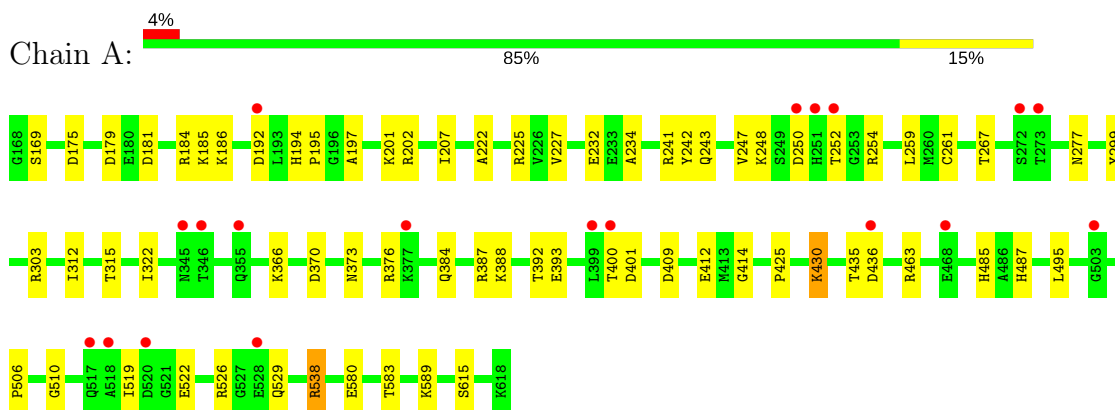 4%
Chain A:
85% 15%
G168 S169 D175 D179 E180 D181 R184 K185 K186 D192 L193 H194 P195 G196 A197 K201 R202 I207 A222 R225 V226 V227 E232 E233 A234 R241 Y242 Q243 V247 K248 S249 D250 H251 T252 G253 R254 L259 M260 C261 T267 S272 T273 N277
R303 I312 T315 I322 N345 T346 Q355 K366 D370 N373 R376 K377 Q384 R387 K388 T392 E393 L399 T400 D401 D409 E412 M413 G414 P425 K430 T435 D436 R463 E468 H485 A486 H487 L495 G503
P506 G510 Q517 A518 I519 D520 G521 E522 R526 G527 E528 Q529 R538 E580 T583 K589 S615 K618